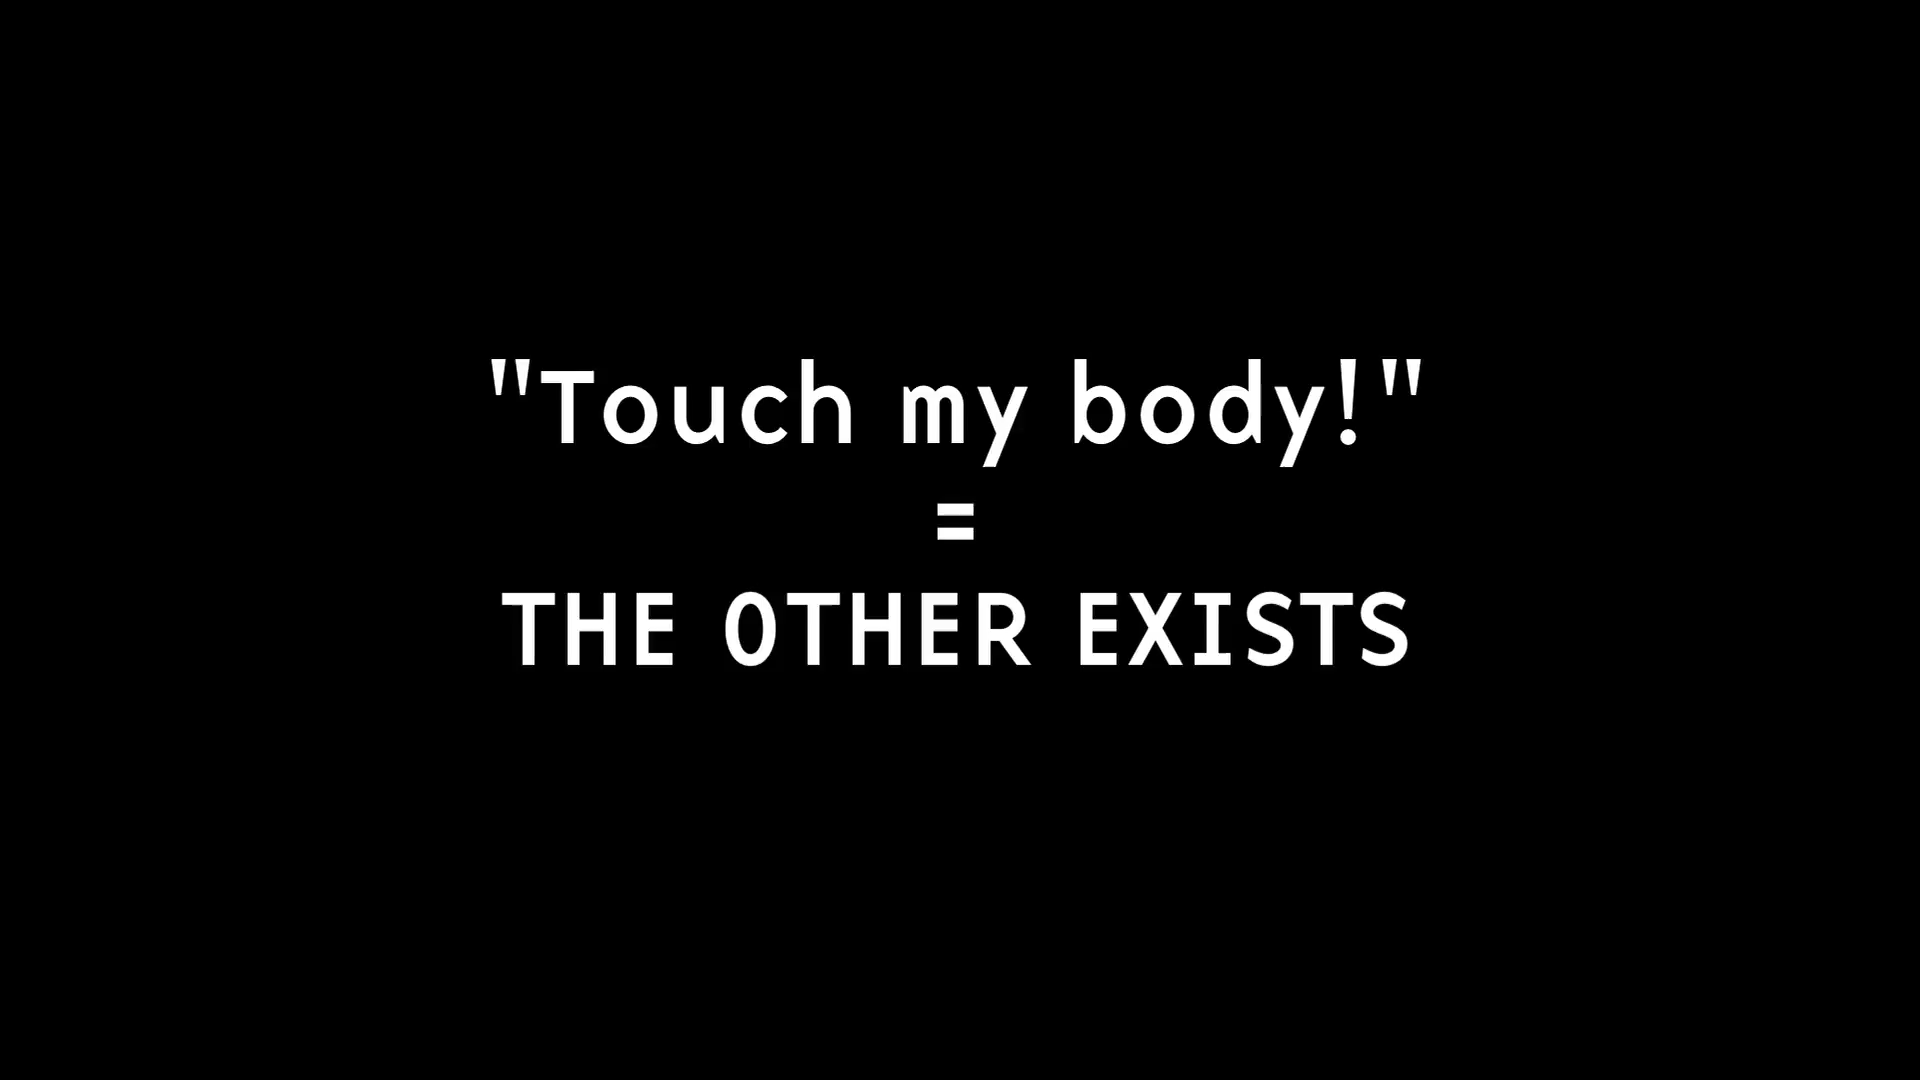 "Touch my body!"
=
THE OTHER EXISTS